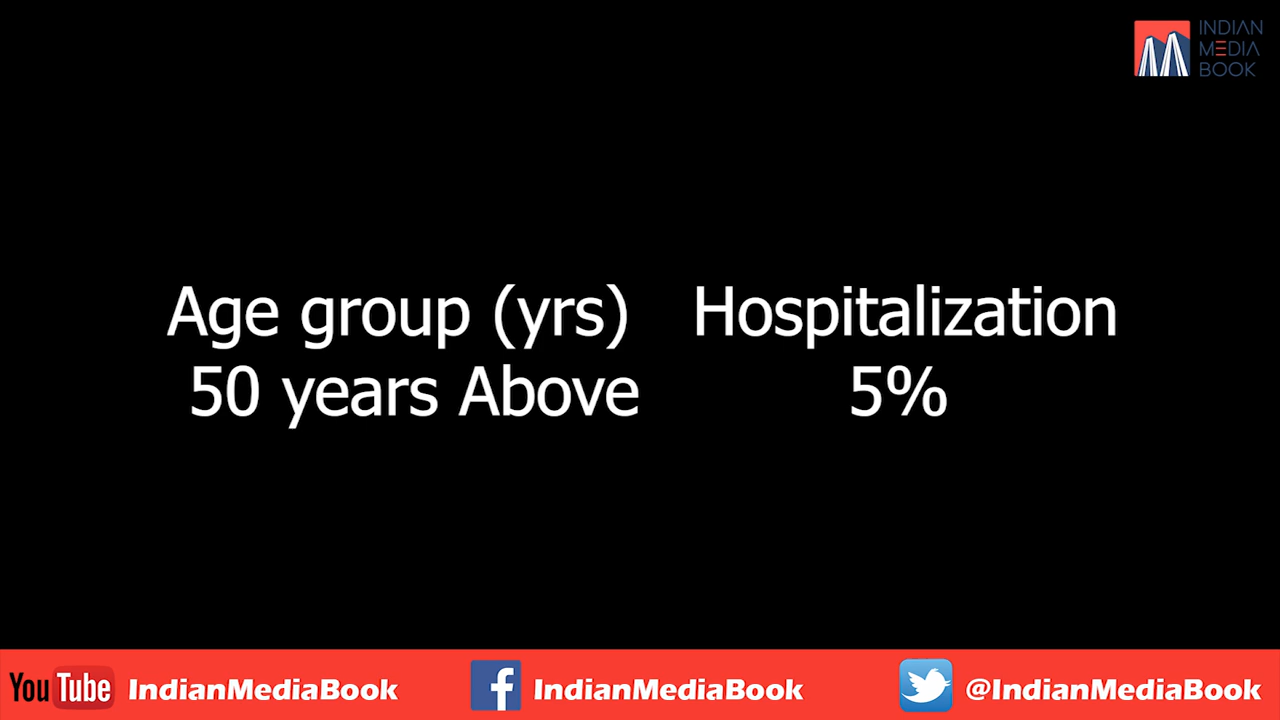 INDIAN
MEDIA
BOOK
Age group (yrs) Hospitalization
50 years Above 5%
YouTube IndianMediaBook f IndianMediaBook @IndianMediaBook